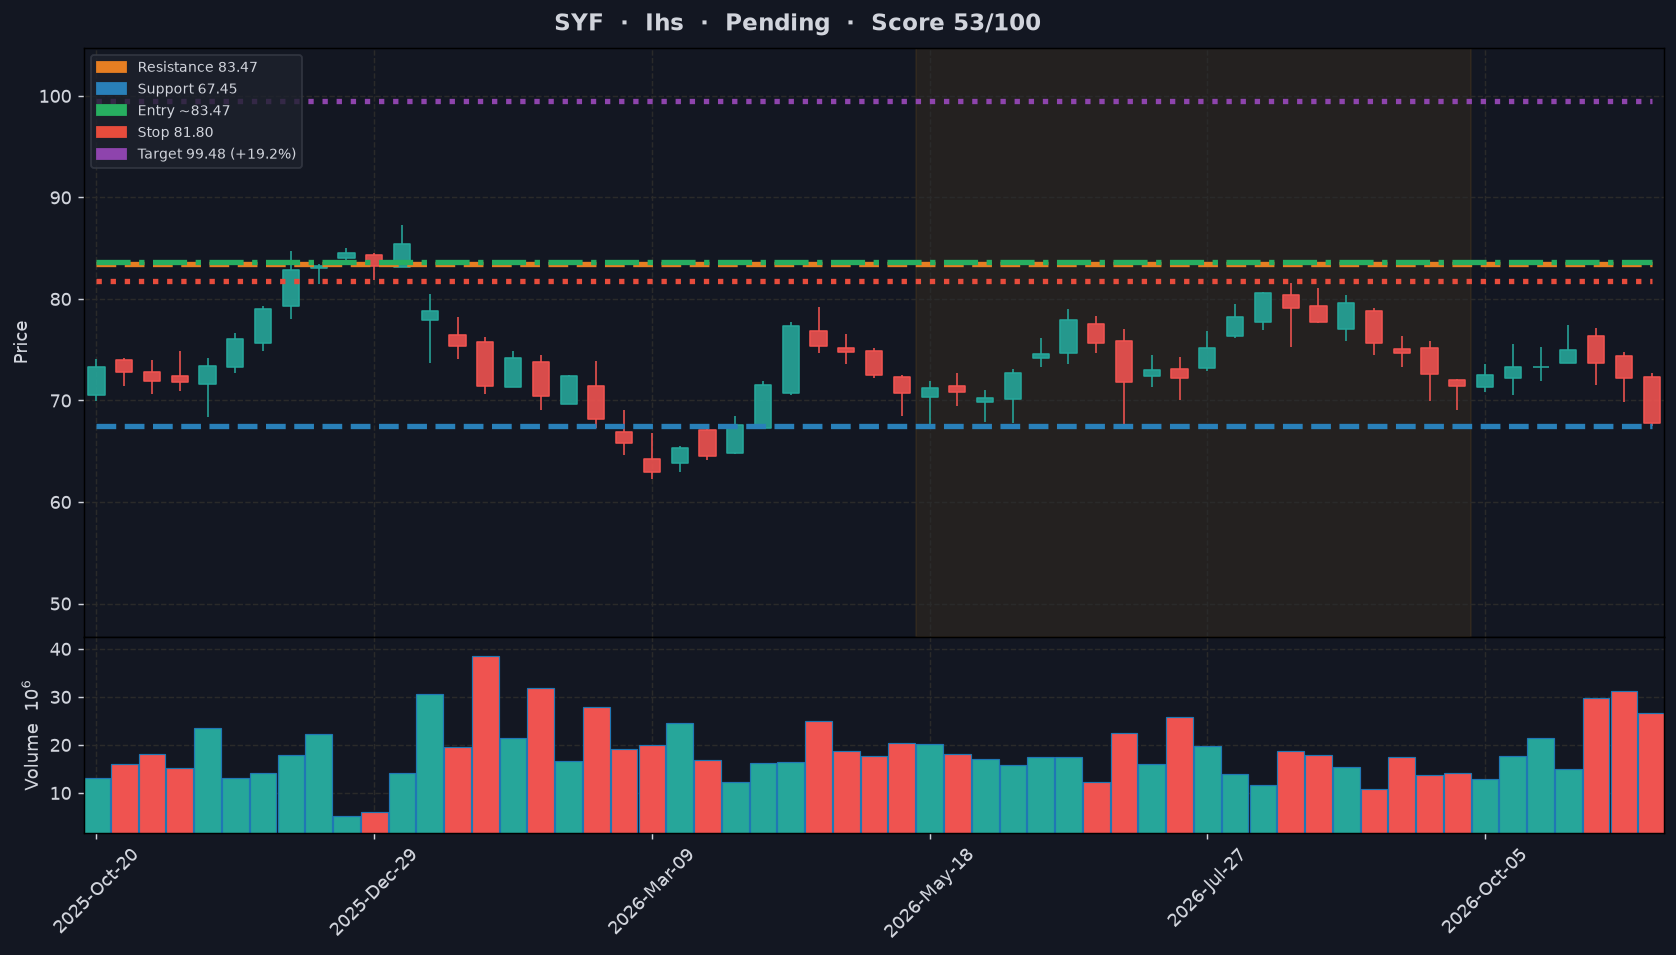 SYF · Ihs · Pending · Score 53/100
Resistance 83.47
Support 67.45
Entry ~83.47
Stop 81.80
Target 99.48 (+19.2%)
Price
100
90
80
70
60
50
Volume 10⁶
40
30
20
10
2025-Oct-20
2025-Dec-29
2026-Mar-09
2026-May-18
2026-Jul-27
2026-Oct-05